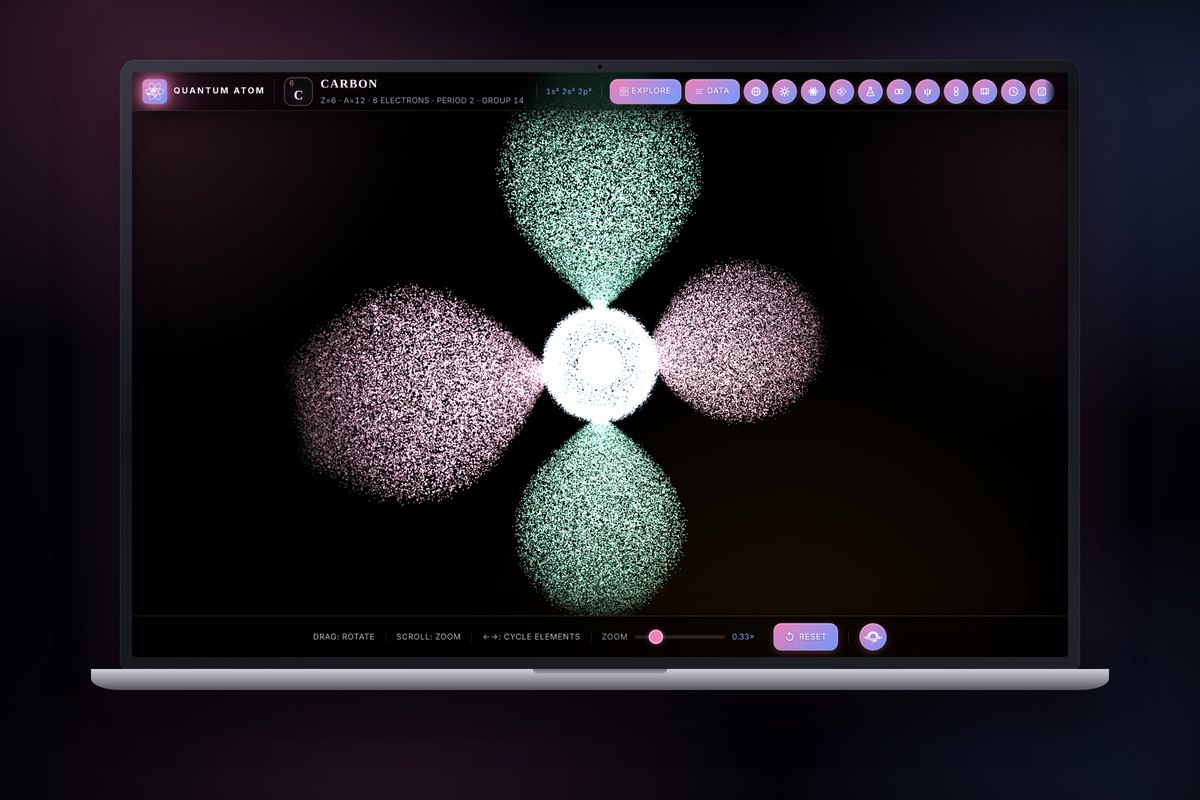 QUANTUM ATOM
6
C
CARBON
Z=6 · A=12 · 6 ELECTRONS · PERIOD 2 · GROUP 14
1s² 2s² 2p²
EXPLORE
DATA
DRAG: ROTATE
SCROLL: ZOOM
←→: CYCLE ELEMENTS
ZOOM
0.33×
RESET